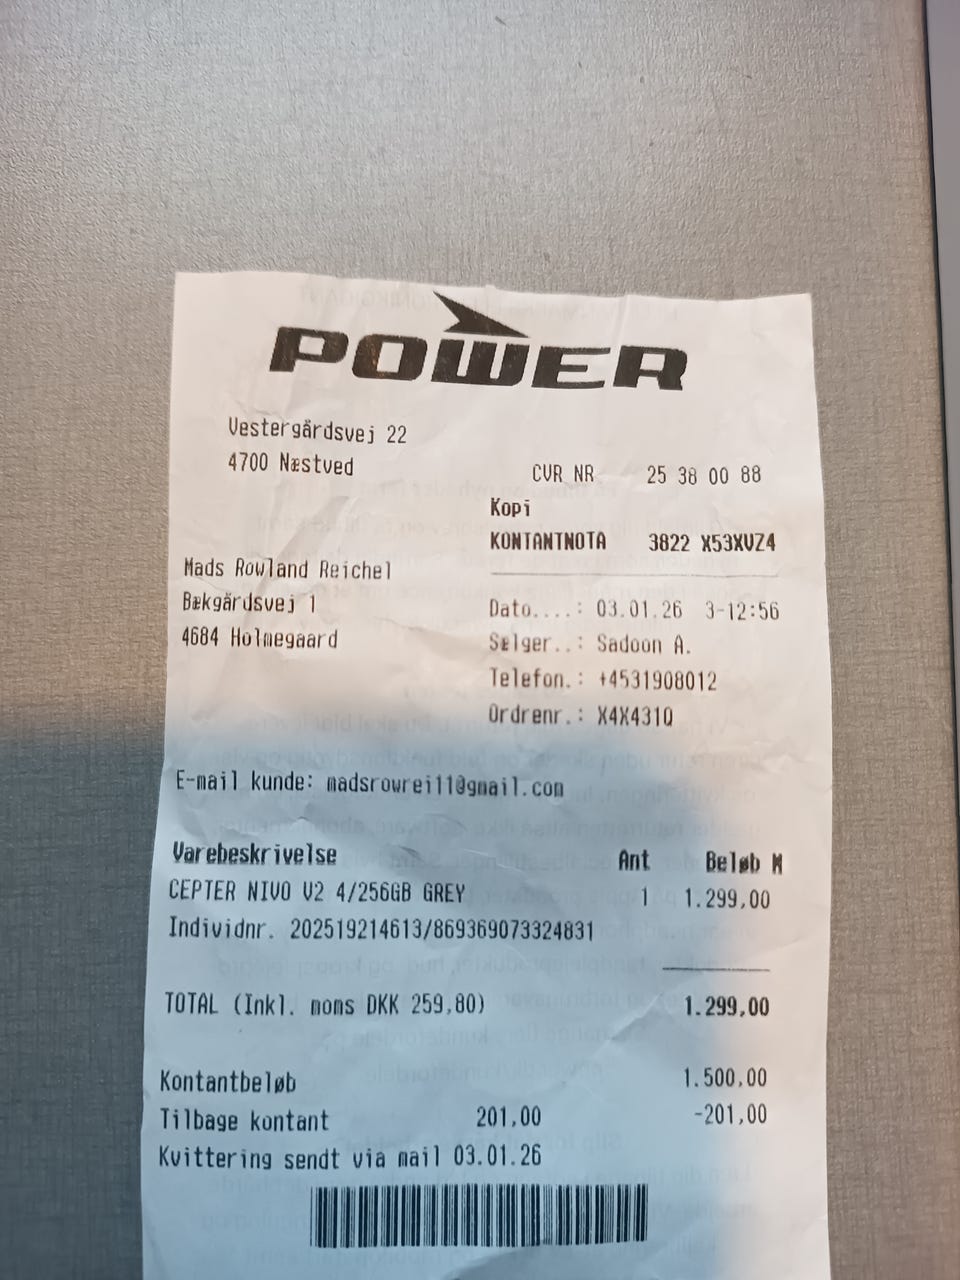 POWER
Vestergårdsvej 22
4700 Næstved
CVR NR 25 38 00 88
Kopi
KONTANTNOTA 3822 X53XVZ4
Mads Rowland Reichel
Bækgårdsvej 1
4684 Holmegaard
Dato....: 03.01.26 3-12:56
Sælger..: Sadoon A.
Telefon.: +4531908012
Ordrenr.: X4X431Q
E-mail kunde: madsrowrei11@gmail.com
Varebeskrivelse Ant Beløb M
CEPTER NIVO V2 4/256GB GREY 1 1.299,00
Individnr. 202519214613/869369073324831
TOTAL (Inkl. moms DKK 259,80) 1.299,00
Kontantbeløb 1.500,00
Tilbage kontant 201,00 -201,00
Kvittering sendt via mail 03.01.26